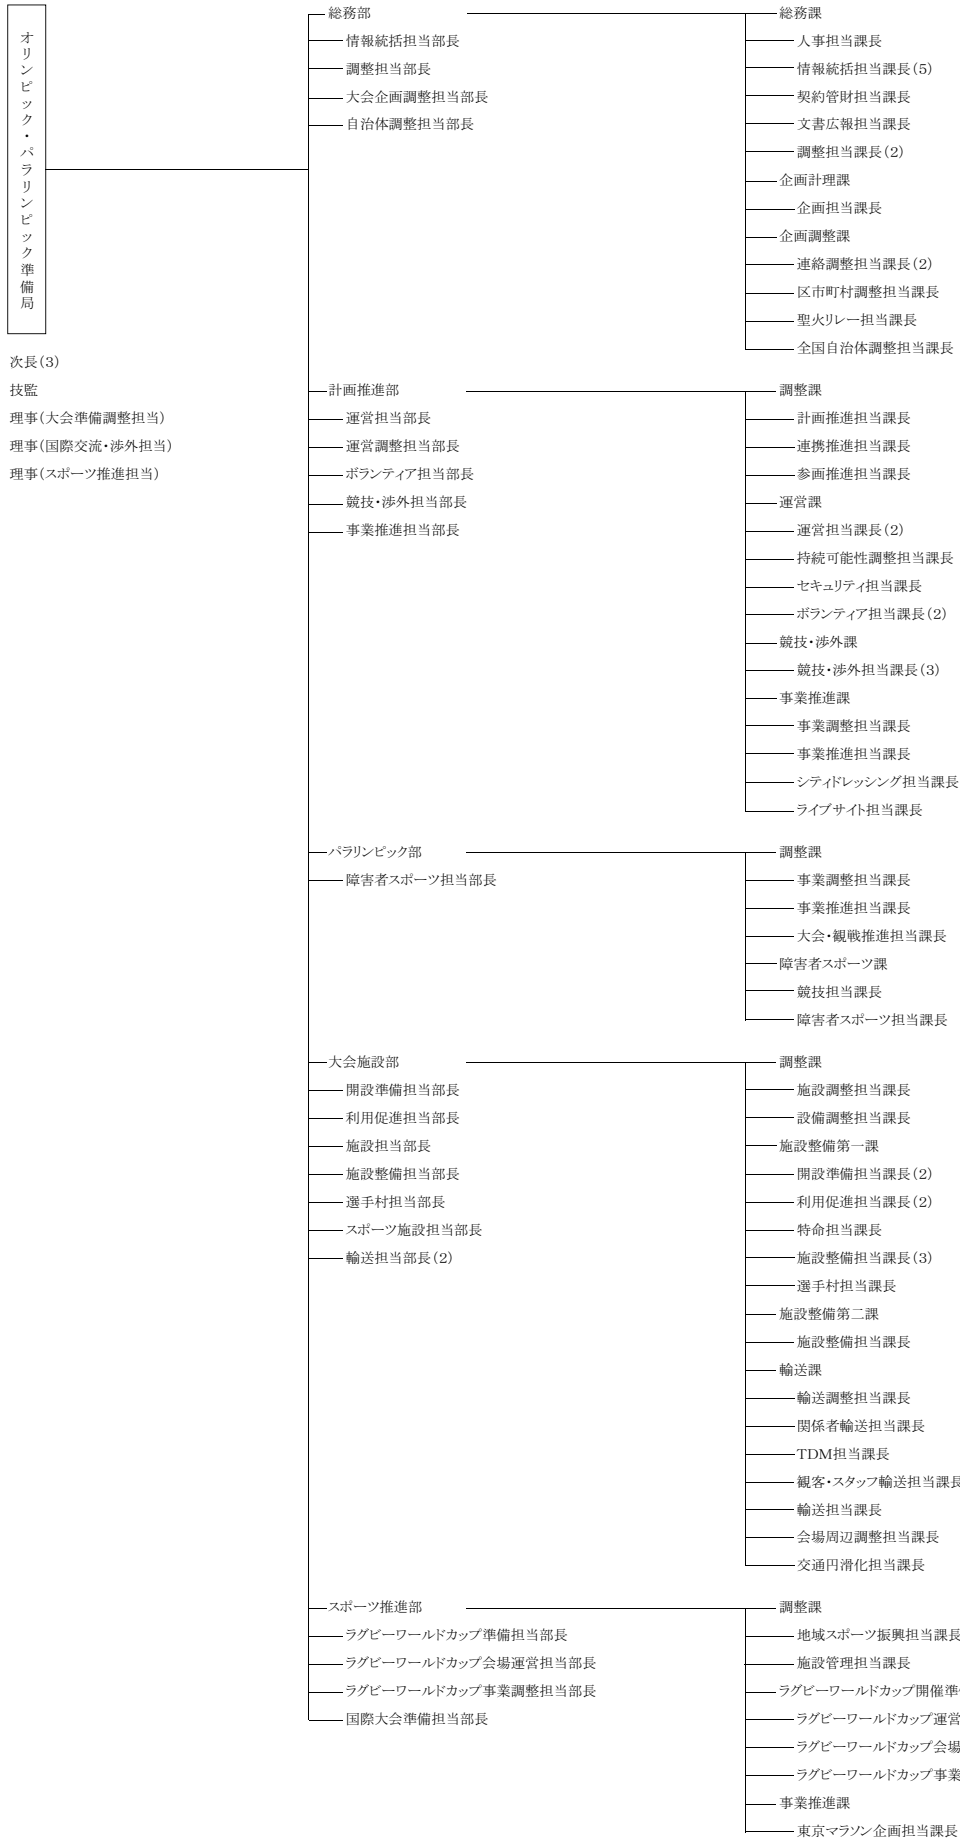 オリンピック・パラリンピック準備局
次長(3)
技監
理事(大会準備調整担当)
理事(国際交流・渉外担当)
理事(スポーツ推進担当)
総務部
情報統括担当部長
調整担当部長
大会企画調整担当部長
自治体調整担当部長
総務課
人事担当課長
情報統括担当課長(5)
契約管財担当課長
文書広報担当課長
調整担当課長(2)
企画計理課
企画担当課長
企画調整課
連絡調整担当課長(2)
区市町村調整担当課長
聖火リレー担当課長
全国自治体調整担当課長
計画推進部
運営担当部長
運営調整担当部長
ボランティア担当部長
競技・渉外担当部長
事業推進担当部長
調整課
計画推進担当課長
連携推進担当課長
参画推進担当課長
運営課
運営担当課長(2)
持続可能性調整担当課長
セキュリティ担当課長
ボランティア担当課長(2)
競技・渉外課
競技・渉外担当課長(3)
事業推進課
事業調整担当課長
事業推進担当課長
シティドレッシング担当課長
ライブサイト担当課長
パラリンピック部
障害者スポーツ担当部長
調整課
事業調整担当課長
事業推進担当課長
大会・観戦推進担当課長
障害者スポーツ課
競技担当課長
障害者スポーツ担当課長
大会施設部
開設準備担当部長
利用促進担当部長
施設担当部長
施設整備担当部長
選手村担当部長
スポーツ施設担当部長
輸送担当部長(2)
調整課
施設調整担当課長
設備調整担当課長
施設整備第一課
開設準備担当課長(2)
利用促進担当課長(2)
特命担当課長
施設整備担当課長(3)
選手村担当課長
施設整備第二課
施設整備担当課長
輸送課
輸送調整担当課長
関係者輸送担当課長
TDM担当課長
観客・スタッフ輸送担当課長
輸送担当課長
会場周辺調整担当課長
交通円滑化担当課長
スポーツ推進部
ラグビーワールドカップ準備担当部長
ラグビーワールドカップ会場運営担当部長
ラグビーワールドカップ事業調整担当部長
国際大会準備担当部長
調整課
地域スポーツ振興担当課長
施設管理担当課長
ラグビーワールドカップ開催準
ラグビーワールドカップ運営
ラグビーワールドカップ会場
ラグビーワールドカップ事業
事業推進課
東京マラソン企画担当課長